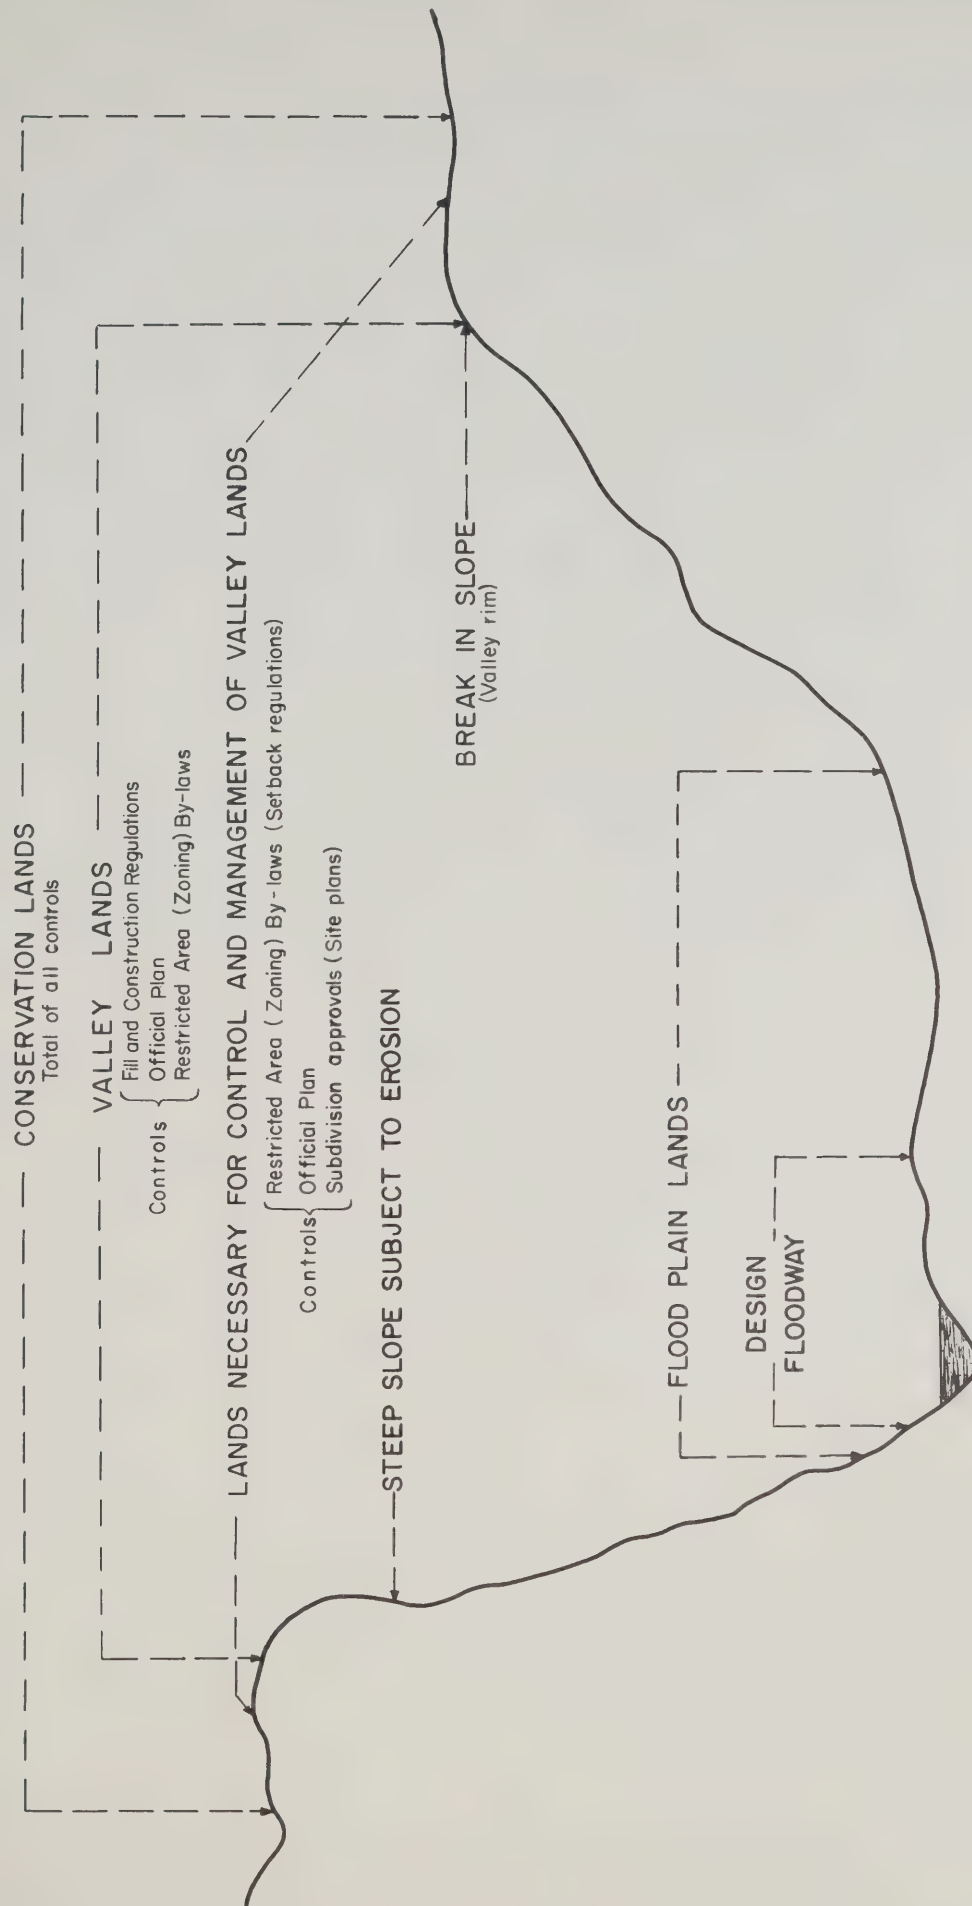 CONSERVATION LANDS
Total of all controls
VALLEY LANDS
Controls
Fill and Construction Regulations
Official Plan
Restricted Area (Zoning) By-laws
LANDS NECESSARY FOR CONTROL AND MANAGEMENT OF VALLEY LANDS
Controls
Restricted Area (Zoning) By-laws (Setback regulations)
Official Plan
Subdivision approvals (Site plans)
STEEP SLOPE SUBJECT TO EROSION
BREAK IN SLOPE
(Valley rim)
FLOOD PLAIN LANDS
DESIGN
FLOODWAY